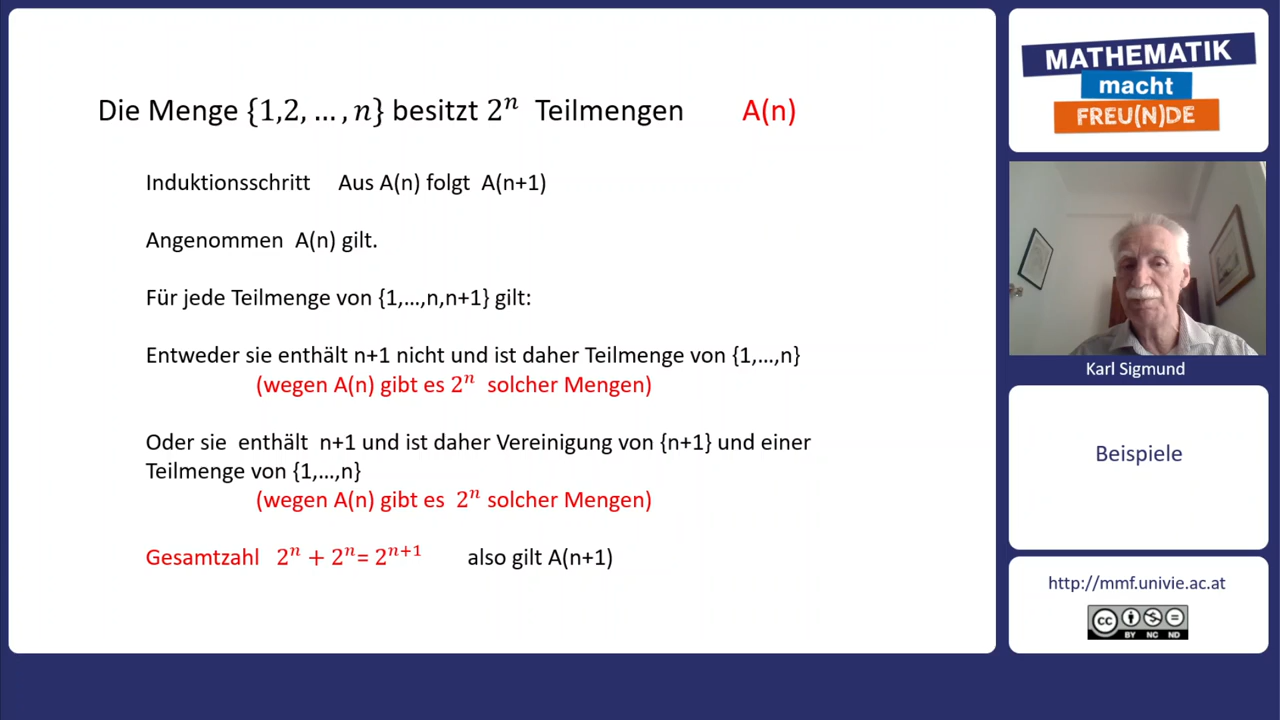 Die Menge {1,2, … , n} besitzt 2ⁿ Teilmengen A(n)
Induktionsschritt Aus A(n) folgt A(n+1)
Angenommen A(n) gilt.
Für jede Teilmenge von {1,…,n,n+1} gilt:
Entweder sie enthält n+1 nicht und ist daher Teilmenge von {1,…,n}
(wegen A(n) gibt es 2ⁿ solcher Mengen)
Oder sie enthält n+1 und ist daher Vereinigung von {n+1} und einer
Teilmenge von {1,…,n}
(wegen A(n) gibt es 2ⁿ solcher Mengen)
Gesamtzahl 2ⁿ + 2ⁿ= 2ⁿ⁺¹ also gilt A(n+1)
MATHEMATIK
macht
FREU(N)DE
Karl Sigmund
Beispiele
http://mmf.univie.ac.at
cc
BY NC ND